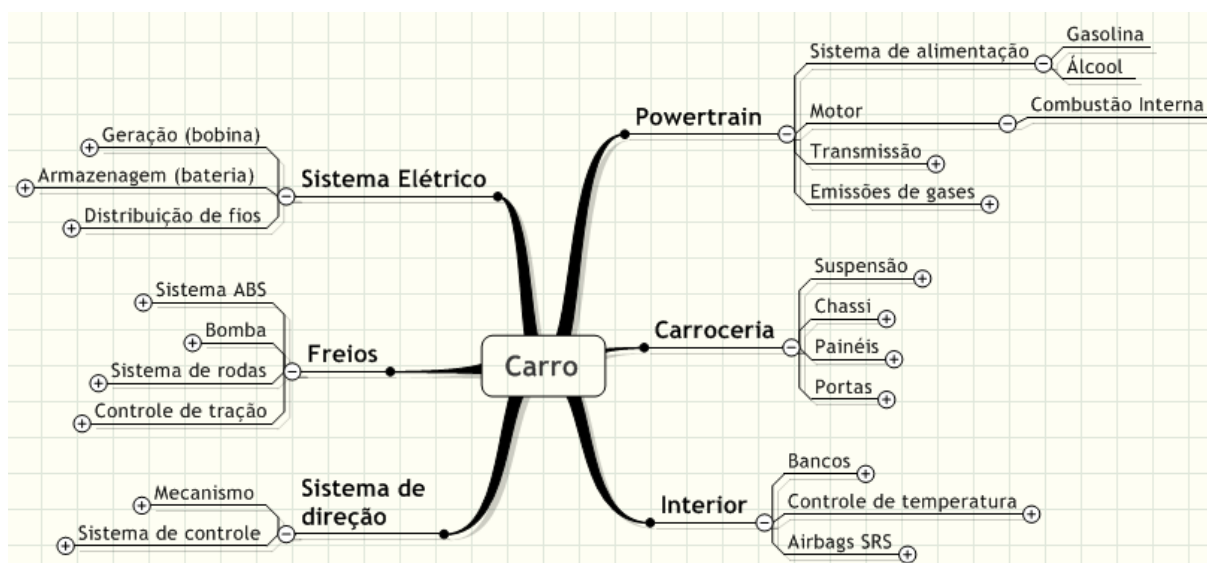 Carro
Powertrain
Sistema de alimentação
Gasolina
Álcool
Motor
Combustão Interna
Transmissão
Emissões de gases
Carroceria
Suspensão
Chassi
Painéis
Portas
Interior
Bancos
Controle de temperatura
Airbags SRS
Sistema Elétrico
Geração (bobina)
Armazenagem (bateria)
Distribuição de fios
Freios
Sistema ABS
Bomba
Sistema de rodas
Controle de tração
Sistema de
direção
Mecanismo
Sistema de controle